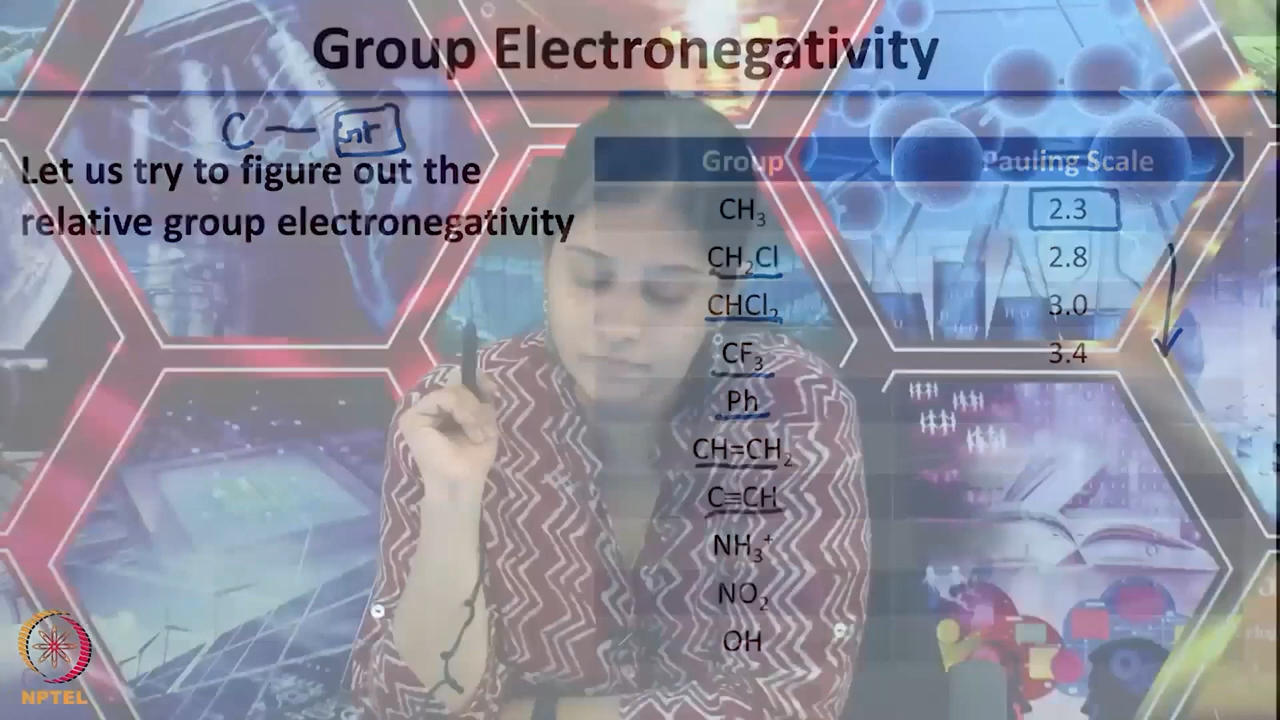 Group Electronegativity
C — grp
Let us try to figure out the
relative group electronegativity
Group Pauling Scale
CH₃ 2.3
CH₂Cl 2.8
CHCl₂ 3.0
CF₃ 3.4
Ph
CH=CH₂
C≡CH
NH₃⁺
NO₂
OH
NPTEL